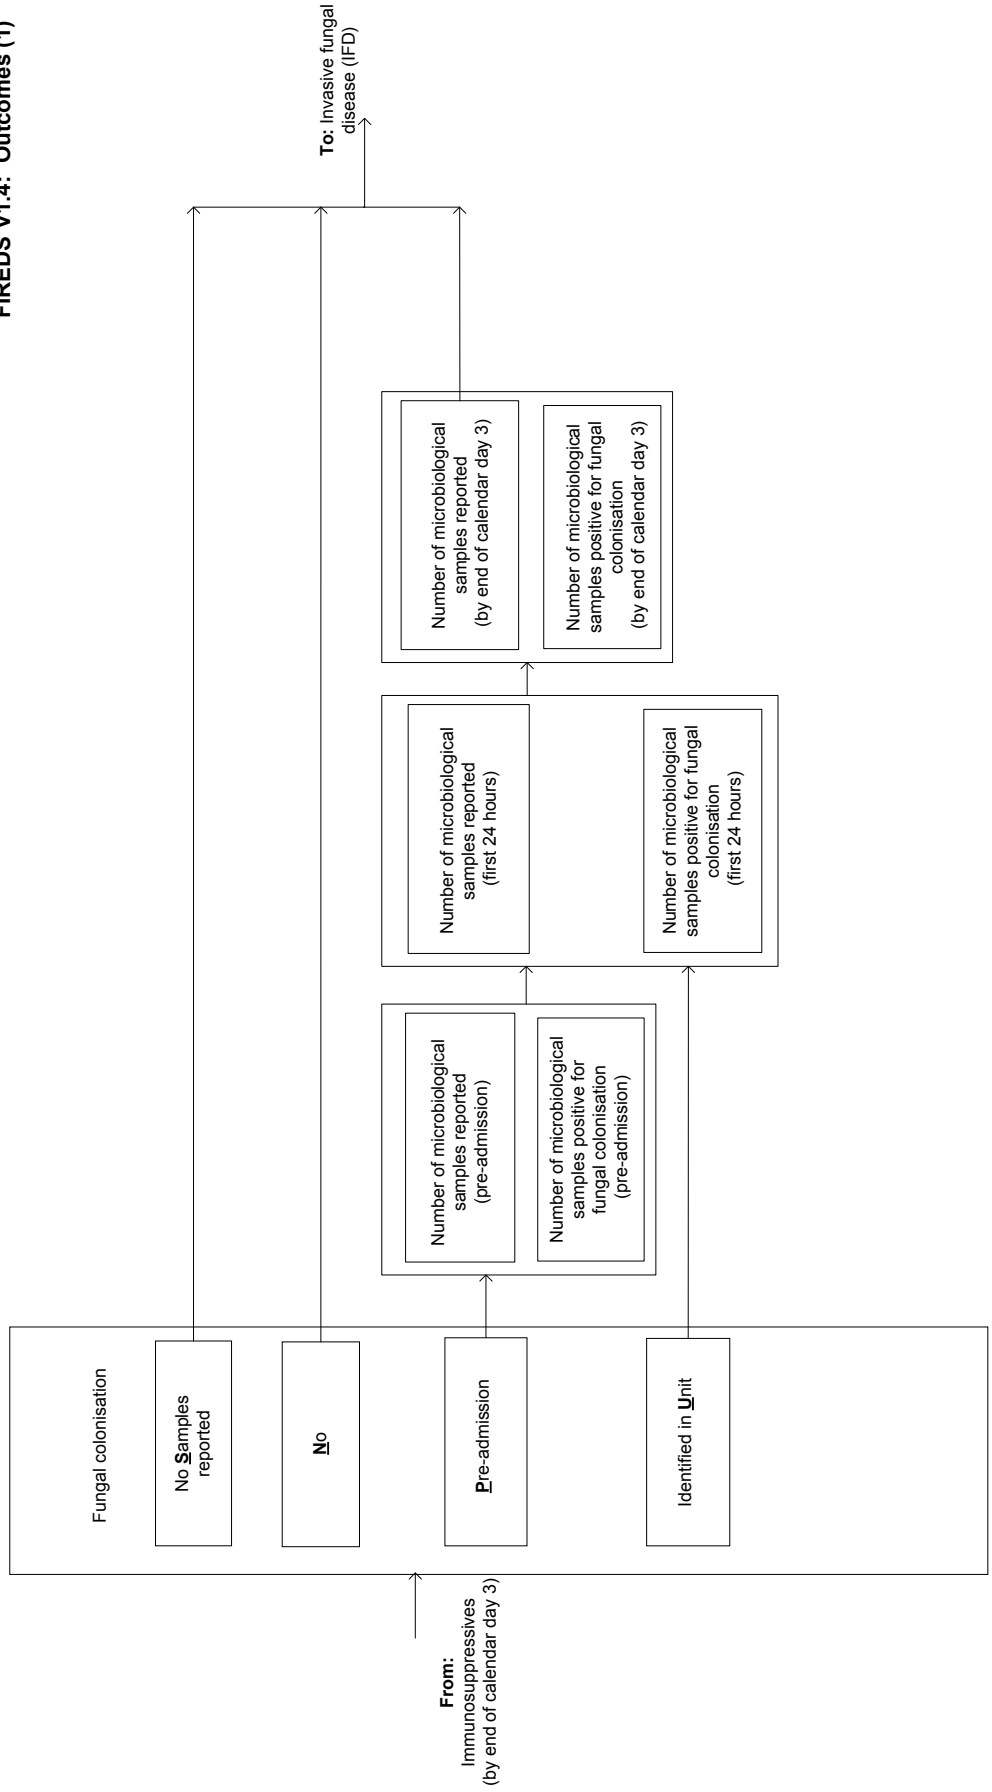 FIREDS V1.4: Outcomes (1)
From:
Immunosuppressives
(by end of calendar day 3)
Fungal colonisation
No Samples
reported
No
Pre-admission
Identified in Unit
Number of microbiological
samples reported
(pre-admission)
Number of microbiological
samples positive for
fungal colonisation
(pre-admission)
Number of microbiological
samples reported
(first 24 hours)
Number of microbiological
samples positive for fungal
colonisation
(first 24 hours)
Number of microbiological
samples reported
(by end of calendar day 3)
Number of microbiological
samples positive for fungal
colonisation
(by end of calendar day 3)
To: Invasive fungal
disease (IFD)